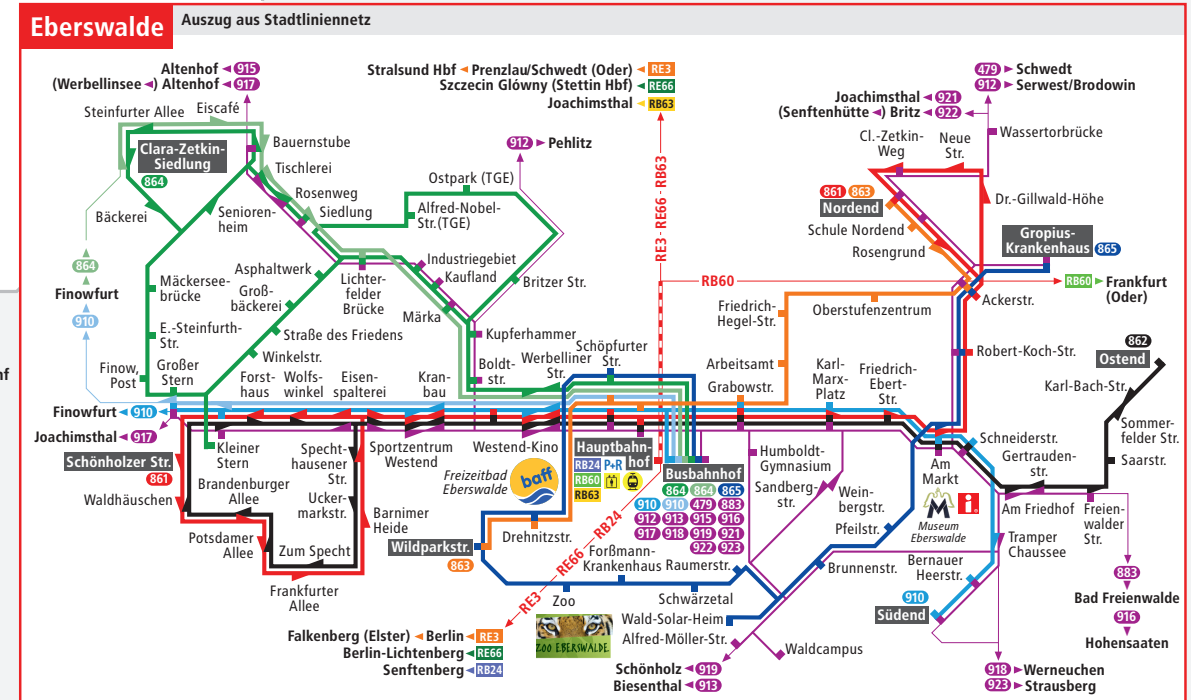 Eberswalde
Auszug aus Stadtliniennetz
Altenhof 915
(Werbellinsee ) Altenhof 917
Stralsund Hbf Prenzlau/Schwedt (Oder) RE3
Szczecin Glówny (Stettin Hbf) RE66
Joachimsthal RB63
479 Schwedt
912 Serwest/Brodowin
Joachimsthal 921
(Senftenhütte ) Britz 922
Steinfurter Allee
Eiscafé
Bauernstube
Clara-Zetkin-
Siedlung
864
Tischlerei
Rosenweg
Siedlung
Bäckerei
Senioren-
heim
912 Pehlitz
Ostpark (TGE)
Alfred-Nobel-
Str.(TGE)
RE3 - RE66 - RB63
Cl.-Zetkin-
Weg
Neue
Str.
Wassertorbrücke
861 863
Nordend
Dr.-Gillwald-Höhe
Schule Nordend
Rosengrund
Gropius-
Krankenhaus
865
864
Finowfurt
910
Mäckersee-
brücke
Asphaltwerk
Groß-
bäckerei
Lichter-
felder
Brücke
Industriegebiet
Kaufland
Märka
Britzer Str.
RB60
RB60 Frankfurt
(Oder)
Ackerstr.
Friedrich-
Hegel-Str.
Oberstufenzentrum
E.-Steinfurth-
Str.
Straße des Friedens
Winkelstr.
Kupferhammer
Schöpfurter
Str.
Robert-Koch-Str.
862
Ostend
Finow,
Post
Großer
Stern
Forst-
haus
Wolfs-
winkel
Eisen-
spalterei
Kran-
bau
Boldt-
str.
Werbelliner
Str.
Arbeitsamt
Grabowstr.
Karl-
Marx-
Platz
Friedrich-
Ebert-
Str.
Karl-Bach-Str.
nf
Finowfurt 910
Joachimsthal 917
Schönholzer Str.
861
Kleiner
Stern
Specht-
hausener
Str.
Sportzentrum
Westend
Westend-Kino
Hauptbahn-
hof
RB24 P+R
RB60
RB63
Busbahnhof
864 864 865
910 910 479 883
912 913 915 916
917 918 919 921
922 923
Humboldt-
Gymnasium
Sandberg-
str.
Wein-
bergstr.
Pfeilstr.
Am
Markt
Schneiderstr.
Gertrauden-
str.
Sommer-
felder Str.
Saarstr.
Waldhäuschen
Brandenburger
Allee
Ucker-
markstr.
Barnimer
Heide
Freizeitbad
Eberswalde
baff
Museum
Eberswalde
i
Am Friedhof
Freien-
walder
Str.
Potsdamer
Allee
Zum Specht
Frankfurter
Allee
Wildparkstr.
863
Drehnitzstr.
RE3 RE66 - RB24
Forßmann-
Krankenhaus
Raumerstr.
Brunnenstr.
Bernauer
Heerstr.
Tramper
Chaussee
910
Südend
883
Bad Freienwalde
916
Hohensaaten
Zoo
ZOO EBERSWALDE
Schwärzetal
Wald-Solar-Heim
Alfred-Möller-Str.
Waldcampus
Falkenberg (Elster) Berlin RE3
Berlin-Lichtenberg RE66
Senftenberg RB24
Schönholz 919
Biesenthal 913
918 Werneuchen
923 Strausberg